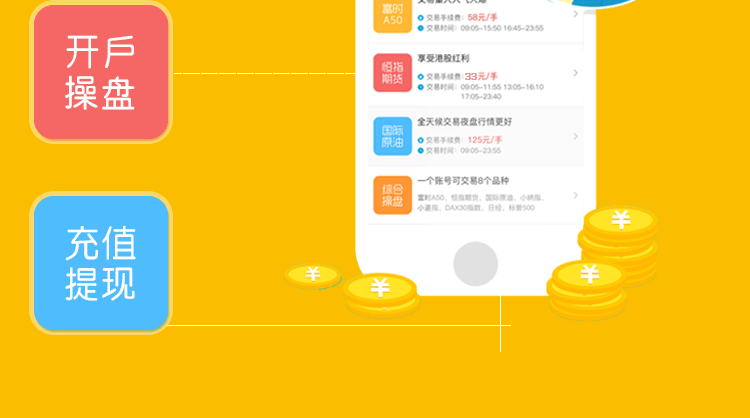 开户
操盘
充值
提现
富时
A50
交易手续费：58元/手
交易时间：09:05-15:50 16:45-23:55
恒指
期货
享受港股红利
交易手续费：33元/手
交易时间：09:05-11:55 13:05-16:10
17:05-23:40
国际
原油
全天候交易夜盘行情更好
交易手续费：125元/手
交易时间：09:05-23:55
综合
操盘
一个账号可交易8个品种
富时A50、恒指期货、国际原油、小纳指、
小道指、DAX30指数、日经、标普500
¥
¥
¥
¥